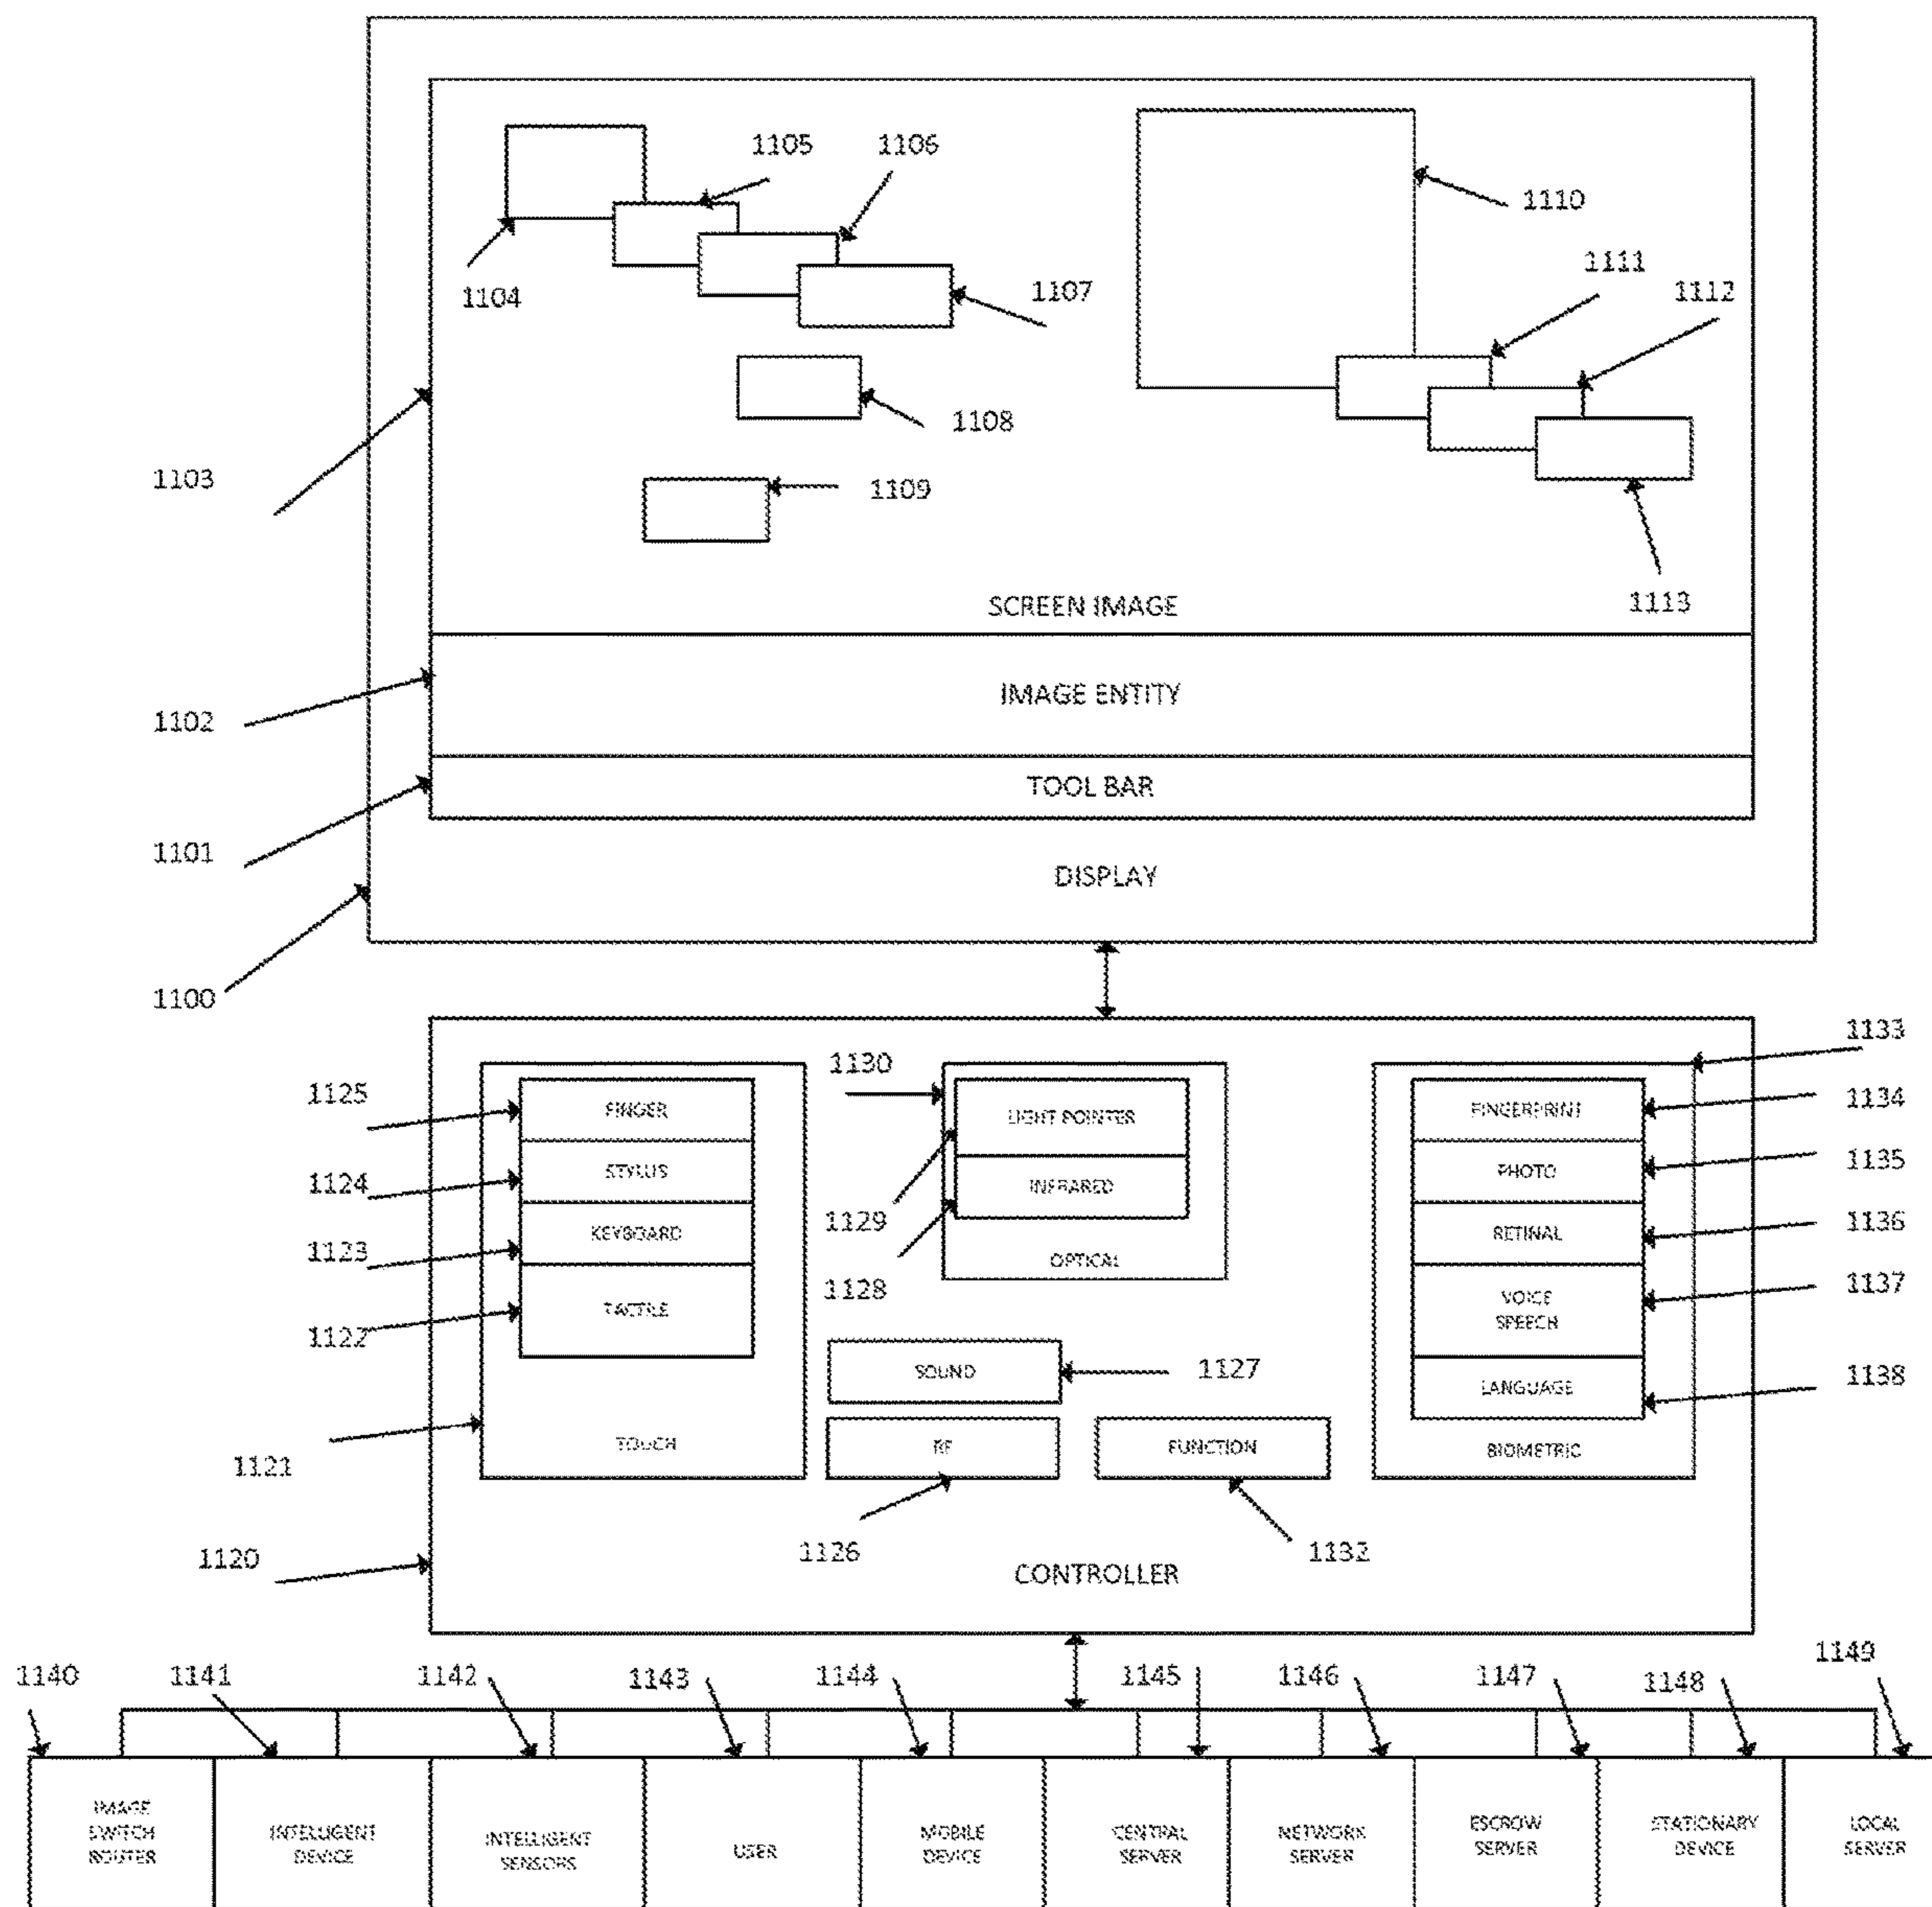 1105
1106
1110
1104
1107
1111
1112
1108
1103
1109
1113
SCREEN IMAGE
IMAGE ENTITY
1102
TOOL BAR
1101
DISPLAY
1100
1133
1130
1125
FINGER
LIGHT POINTER
FINGERPRINT
1134
1124
STYLUS
INFRARED
PHOTO
1135
1129
1123
KEYBOARD
RETINAL
1136
OPTICAL
1128
1122
TACTILE
VOICE
SPEECH
1137
SOUND
1127
LANGUAGE
1138
1121
TOUCH
RF
FUNCTION
BIOMETRIC
1126
1132
1120
CONTROLLER
1140
1141
1142
1143
1144
1145
1146
1147
1148
1149
IMAGE
SWITCH
ROUTER
INTELLIGENT
DEVICE
INTELLIGENT
SENSORS
USER
MOBILE
DEVICE
CENTRAL
SERVER
NETWORK
SERVER
ESCROW
SERVER
STATIONARY
DEVICE
LOCAL
SERVER